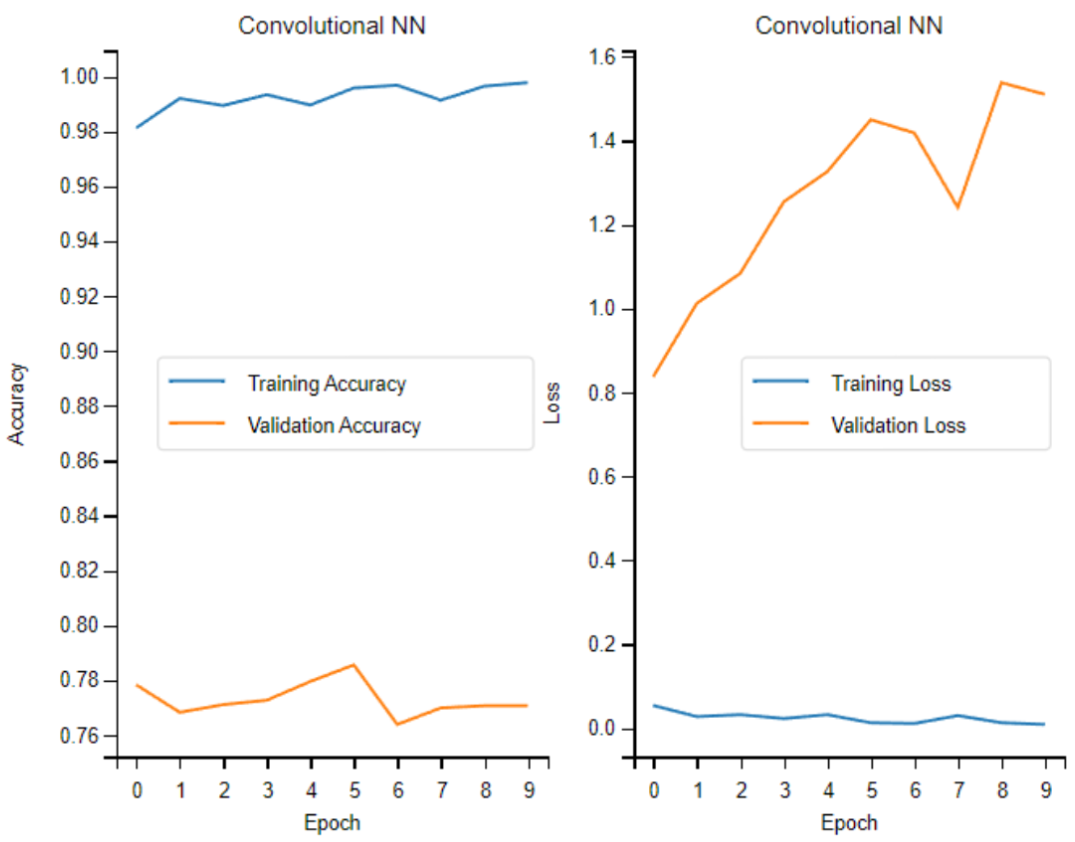 Convolutional NN
Accuracy
1.00
0.98
0.96
0.94
0.92
0.90
0.88
0.86
0.84
0.82
0.80
0.78
0.76
Training Accuracy
Validation Accuracy
0 1 2 3 4 5 6 7 8 9
Epoch
Convolutional NN
Loss
1.6
1.4
1.2
1.0
0.8
0.6
0.4
0.2
0.0
Training Loss
Validation Loss
0 1 2 3 4 5 6 7 8 9
Epoch